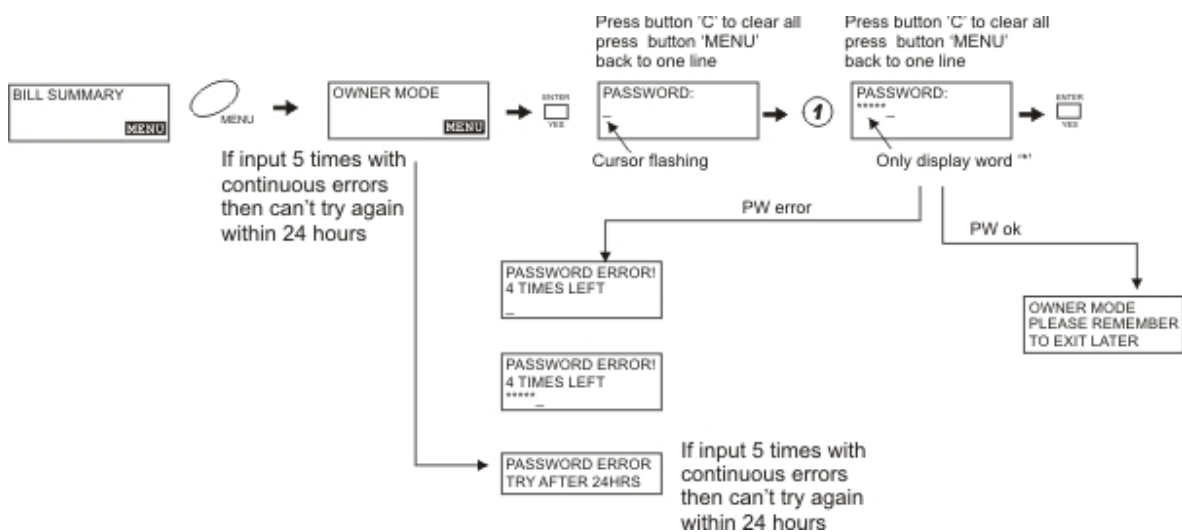 Press button 'C' to clear all
press button 'MENU'
back to one line
Press button 'C' to clear all
press button 'MENU'
back to one line
BILL SUMMARY
MENU
MENU
OWNER MODE
MENU
ENTER
YES
PASSWORD:
_
1
PASSWORD:
*****_
ENTER
YES
Cursor flashing
Only display word '*'
If input 5 times with
continuous errors
then can't try again
within 24 hours
PW error
PW ok
PASSWORD ERROR!
4 TIMES LEFT
_
OWNER MODE
PLEASE REMEMBER
TO EXIT LATER
PASSWORD ERROR!
4 TIMES LEFT
*****_
PASSWORD ERROR
TRY AFTER 24HRS
If input 5 times with
continuous errors
then can't try again
within 24 hours